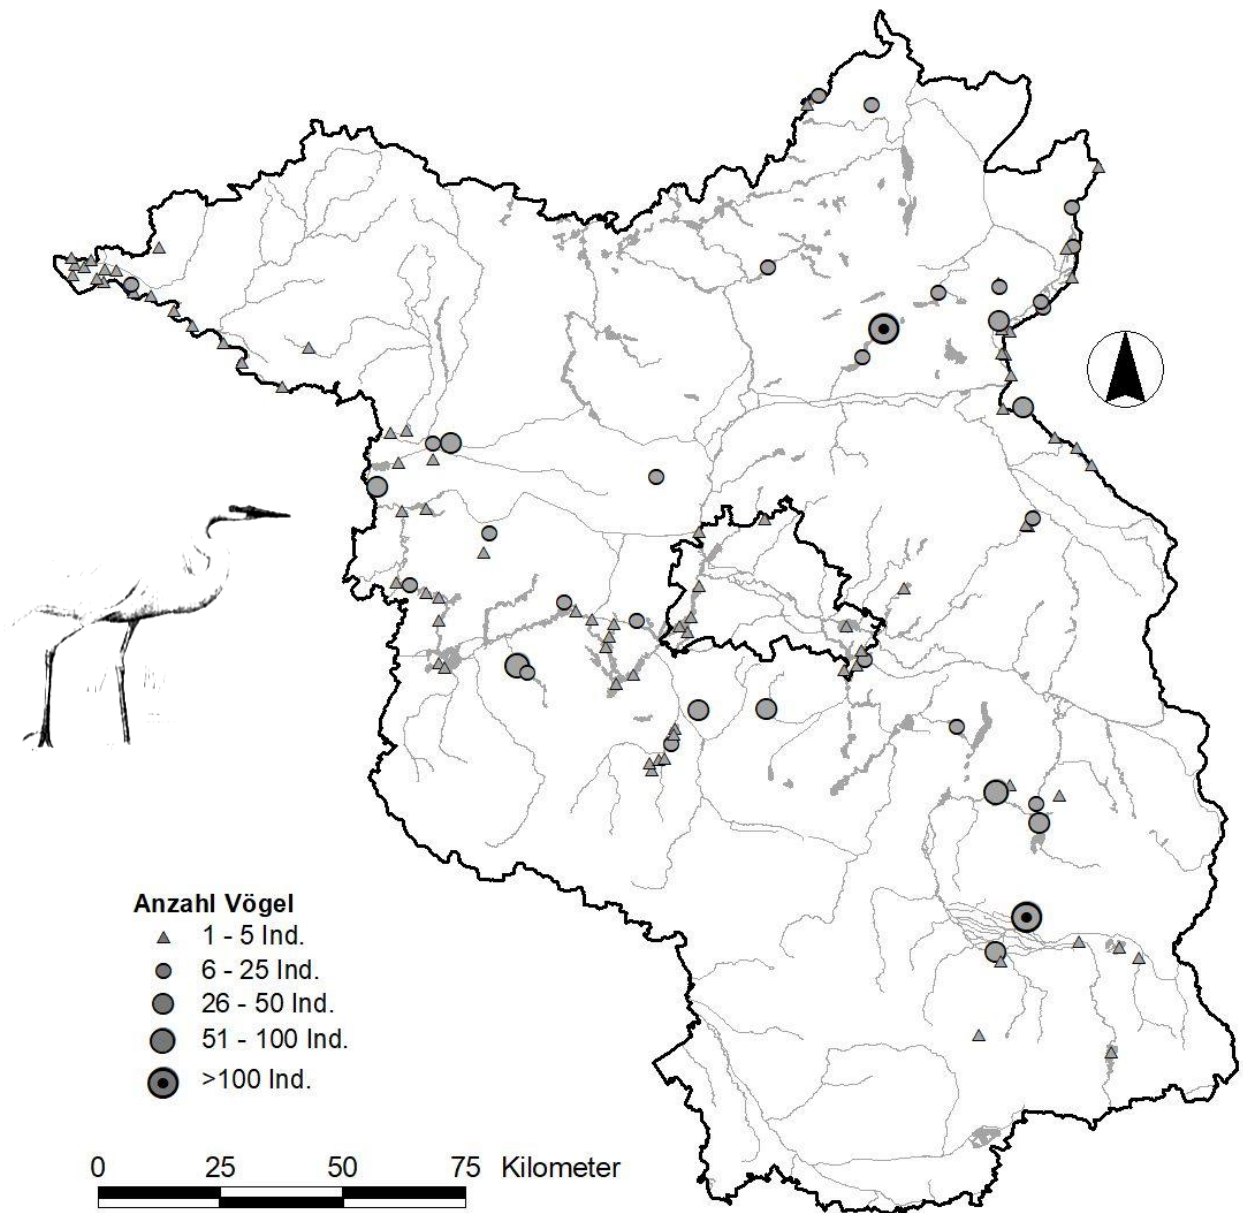 Anzahl Vögel
1 - 5 Ind.
6 - 25 Ind.
26 - 50 Ind.
51 - 100 Ind.
>100 Ind.
0 25 50 75 Kilometer